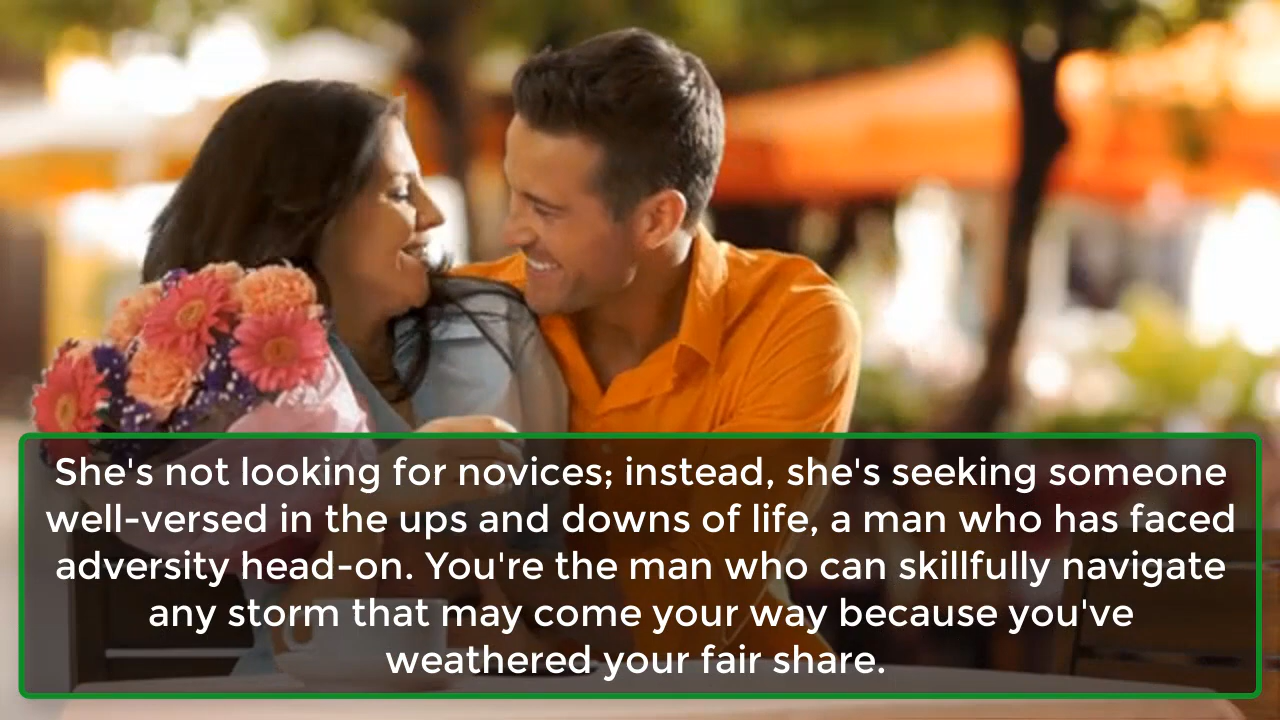 She's not looking for novices; instead, she's seeking someone
well-versed in the ups and downs of life, a man who has faced
adversity head-on. You're the man who can skillfully navigate
any storm that may come your way because you've
weathered your fair share.